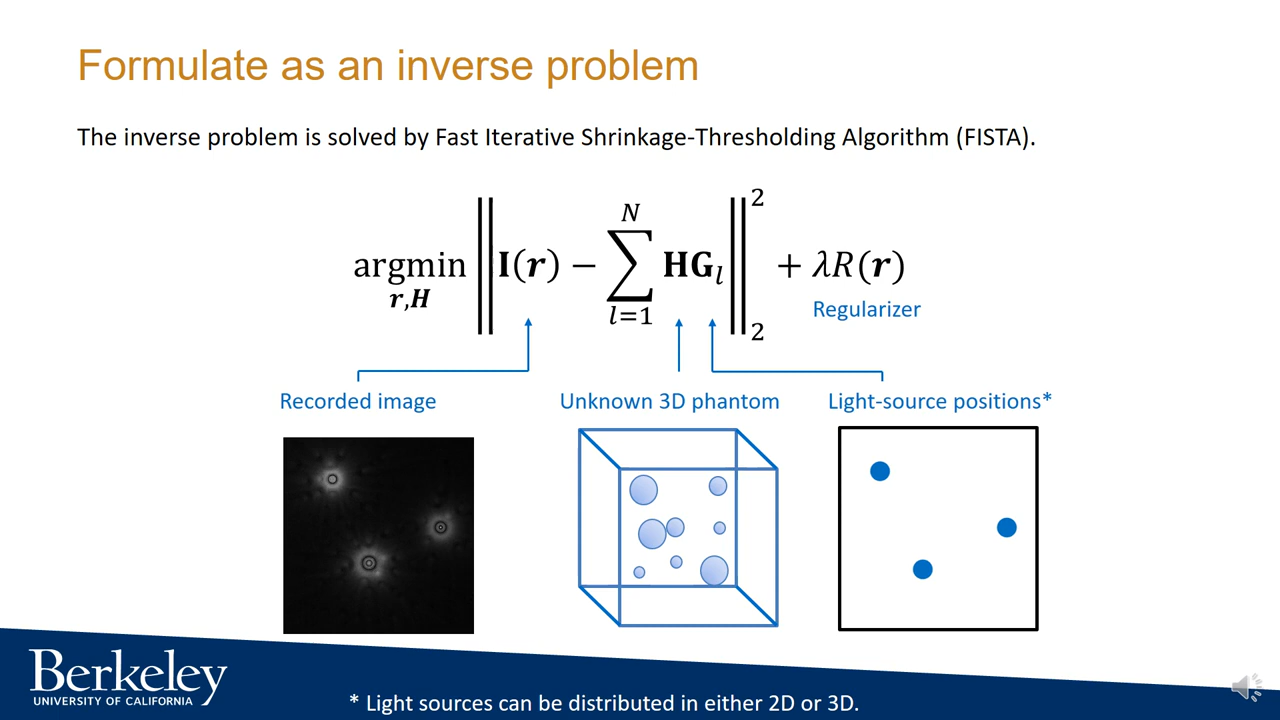 Formulate as an inverse problem
The inverse problem is solved by Fast Iterative Shrinkage-Thresholding Algorithm (FISTA).
argmin r,H ‖I(r) − ∑_{l=1}^{N} HG_l‖_2^2 + λR(r)
Regularizer
Recorded image
Unknown 3D phantom
Light-source positions*
Berkeley
UNIVERSITY OF CALIFORNIA
* Light sources can be distributed in either 2D or 3D.